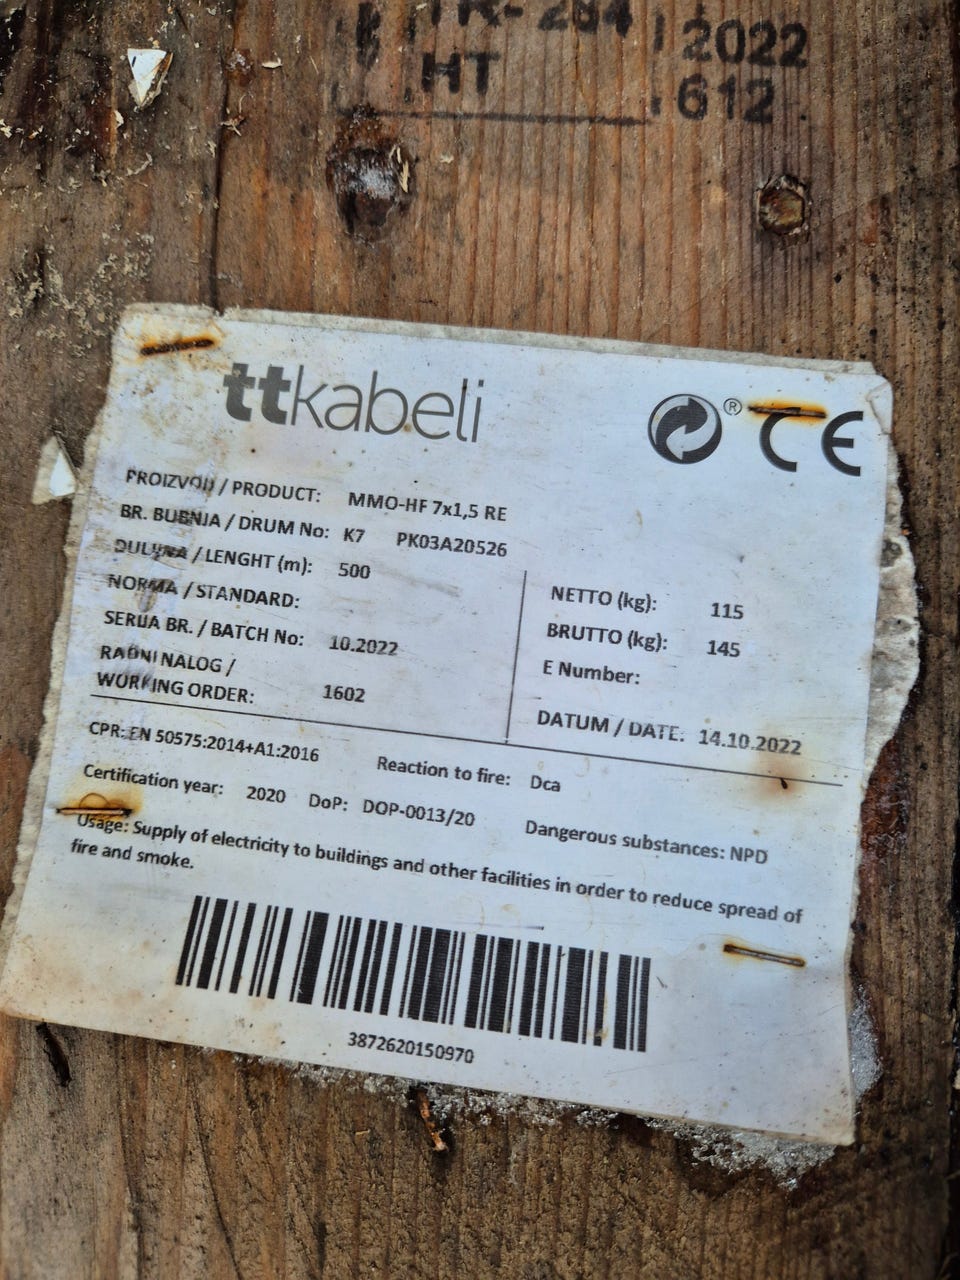 TR-284
2022
HT
612
ttkabeli
® CE
PROIZVOD / PRODUCT: MMO-HF 7x1,5 RE
BR. BUBNJA / DRUM No: K7 PK03A20526
DULJINA / LENGHT (m): 500
NORMA / STANDARD:
SERIJA BR. / BATCH No: 10.2022
RADNI NALOG /
WORKING ORDER: 1602
NETTO (kg): 115
BRUTTO (kg): 145
E Number:
DATUM / DATE: 14.10.2022
CPR: EN 50575:2014+A1:2016 Reaction to fire: Dca
Certification year: 2020 DoP: DOP-0013/20 Dangerous substances: NPD
Usage: Supply of electricity to buildings and other facilities in order to reduce spread of
fire and smoke.
3872620150970